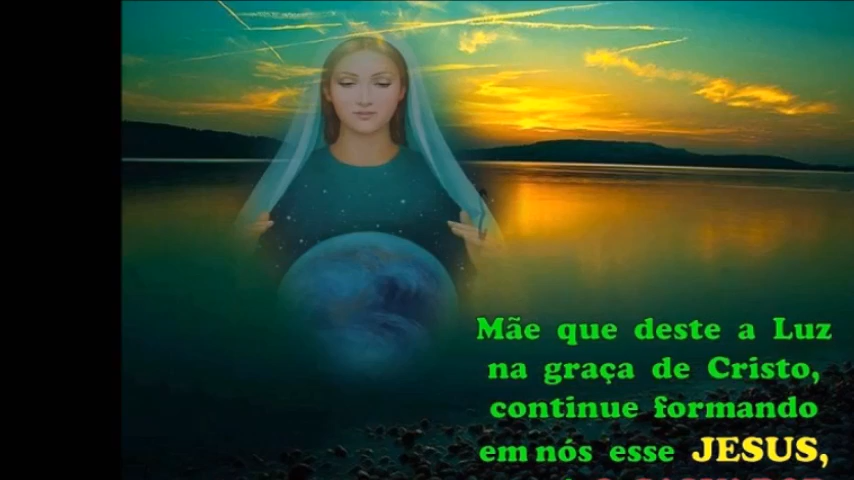 Mãe que deste a Luz
na graça de Cristo,
continue formando
em nós esse JESUS,